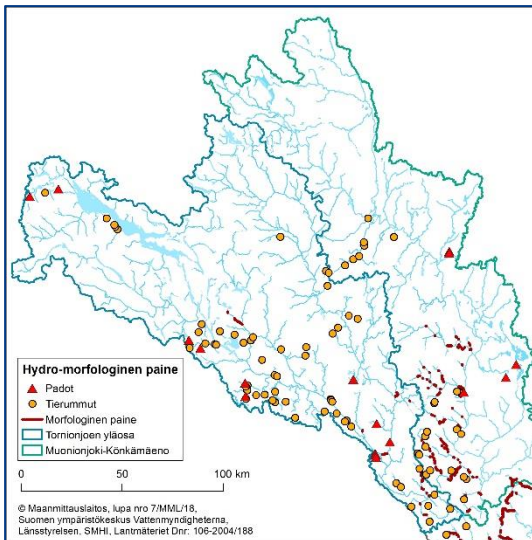 Hydro-morfologinen paine
Padot
Tierummut
Morfologinen paine
Tornionjoen yläosa
Muonionjoki-Könkämäeno
0 50 100 km
© Maanmittauslaitos, lupa nro 7/MML/18,
Suomen ympäristökeskus Vattenmyndigheterna,
Länsstyrelsen, SMHI, Lantmäteriet Dnr: 106-2004/188